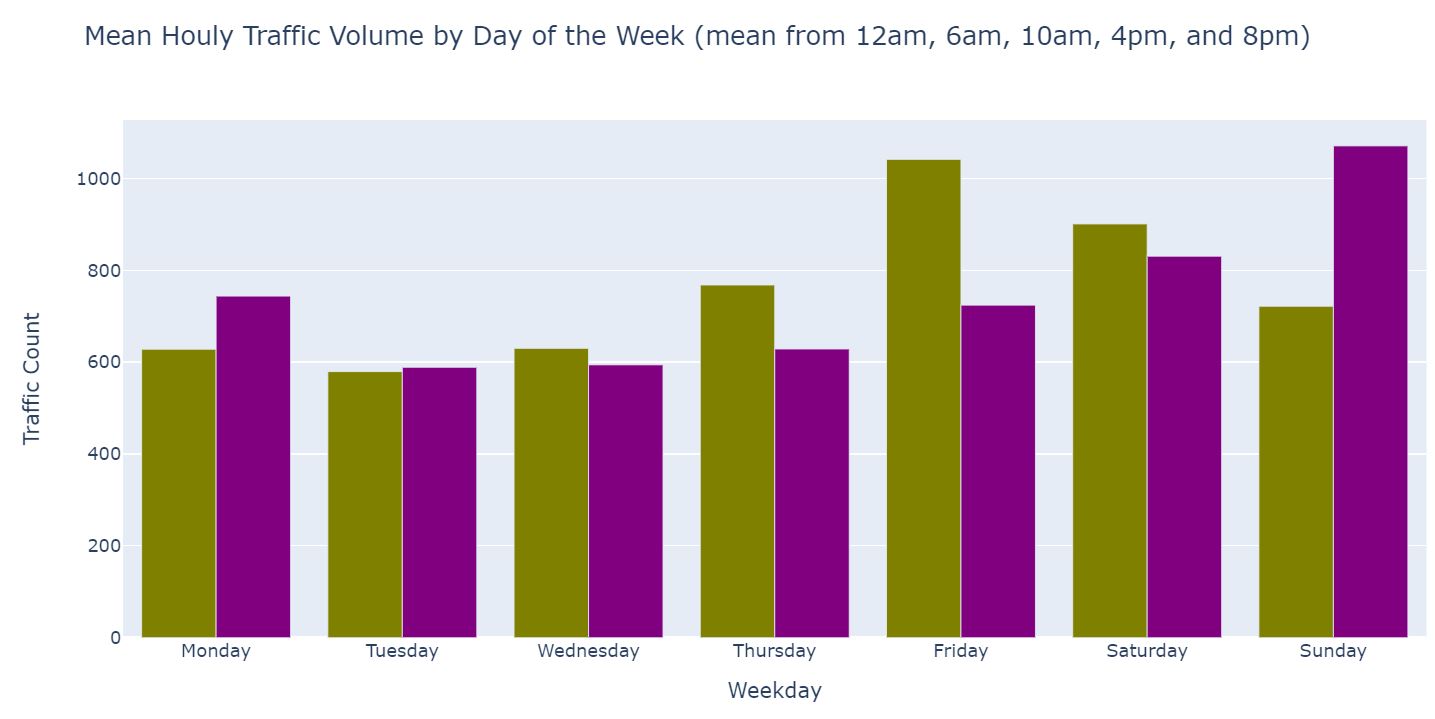 Mean Houly Traffic Volume by Day of the Week (mean from 12am, 6am, 10am, 4pm, and 8pm)
1000
800
600
400
200
0
Traffic Count
Monday Tuesday Wednesday Thursday Friday Saturday Sunday
Weekday